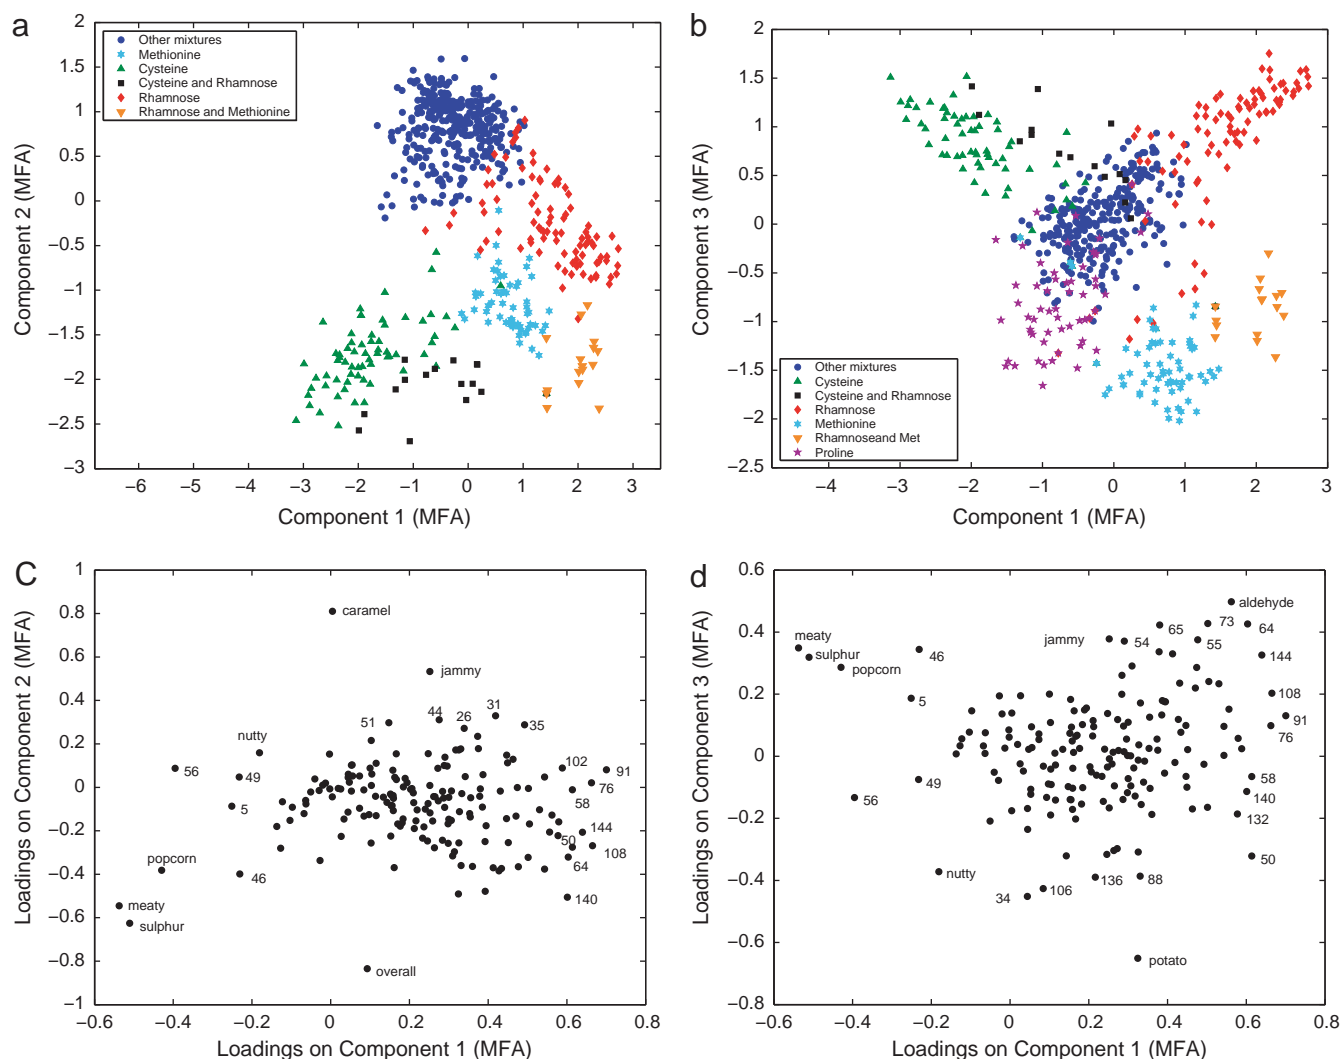 a
2
1.5
1
0.5
0
−0.5
−1
−1.5
−2
−2.5
−3
Component 2 (MFA)
Other mixtures
Methionine
Cysteine
Cysteine and Rhamnose
Rhamnose
Rhamnose and Methionine
−6 −5 −4 −3 −2 −1 0 1 2 3
Component 1 (MFA)
b
2
1.5
1
0.5
0
−0.5
−1
−1.5
−2
−2.5
Component 3 (MFA)
Other mixtures
Cysteine
Cysteine and Rhamnose
Rhamnose
Methionine
Rhamnoseand Met
Proline
−4 −3 −2 −1 0 1 2 3
Component 1 (MFA)
C
1
0.8
0.6
0.4
0.2
0
−0.2
−0.4
−0.6
−0.8
−1
Loadings on Component 2 (MFA)
caramel
jammy
31
44
26
35
51
nutty
56
49
5
102
91
76
58
144
50
108
64
140
popcorn
46
meaty
sulphur
overall
−0.6 −0.4 −0.2 0 0.2 0.4 0.6 0.8
Loadings on Component 1 (MFA)
d
0.6
0.4
0.2
0
−0.2
−0.4
−0.6
−0.8
Loadings on Component 3 (MFA)
aldehyde
73
64
65
55
54
jammy
meaty
sulphur
popcorn
46
5
144
108
91
76
58
140
132
50
49
56
nutty
34
106
136
88
potato
−0.6 −0.4 −0.2 0 0.2 0.4 0.6 0.8
Loadings on Component 1 (MFA)